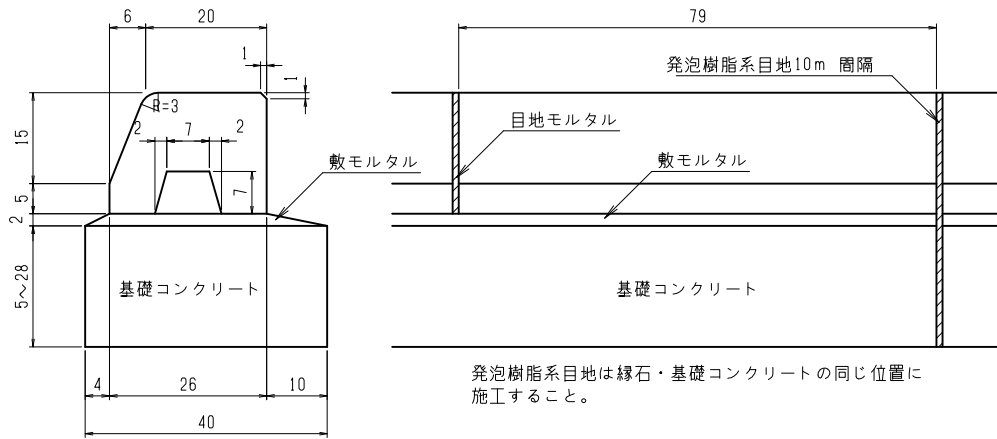 6
20
79
1
1
発泡樹脂系目地10m 間隔
R=3
2
7
2
目地モルタル
15
敷モルタル
敷モルタル
7
5
2
5～28
基礎コンクリート
基礎コンクリート
4
26
10
40
発泡樹脂系目地は縁石・基礎コンクリートの同じ位置に
施工すること。